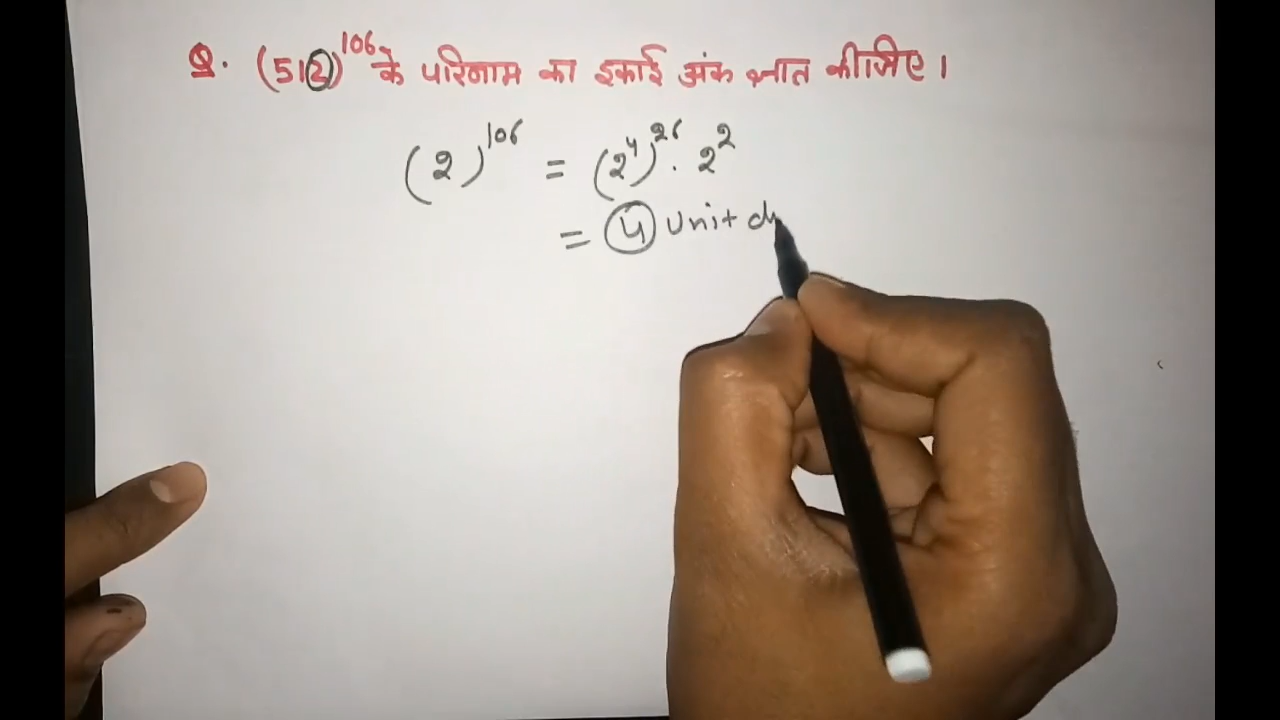 Q. (512)^106 के परिनाम का इकाई अंक ज्ञात कीजिए।
(2)^106 = (2^4)^26 . 2^2
= 4 Unit d